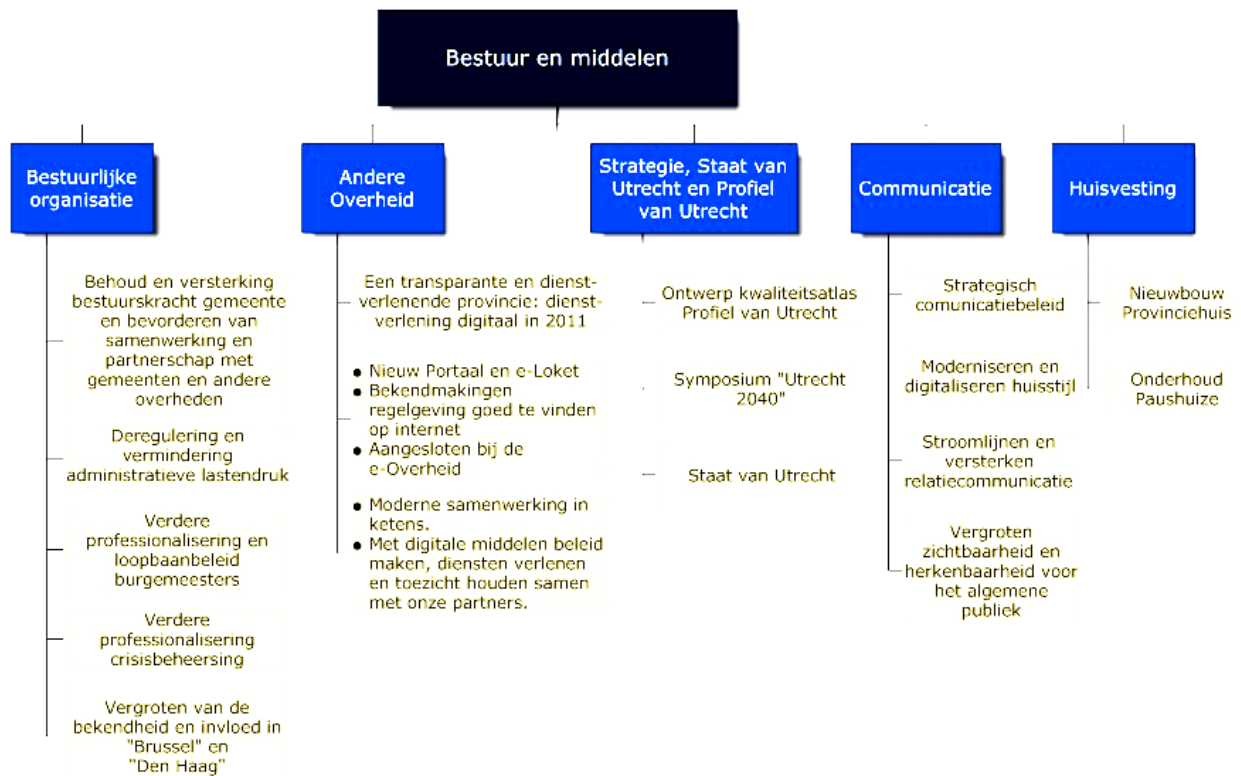 Bestuur en middelen
Bestuurlijke
organisatie
Behoud en versterking
bestuurskracht gemeente
en bevorderen van
samenwerking en
partnerschap met
gemeenten en andere
overheden
Deregulering en
vermindering
administratieve lastendruk
Verdere
professionalisering en
loopbaanbeleid
burgemeesters
Verdere
professionalisering
crisisbeheersing
Vergroten van de
bekendheid en invloed in
"Brussel" en
"Den Haag"
Andere
Overheid
Een transparante en dienst-
verlenende provincie: dienst-
verlening digitaal in 2011
● Nieuw Portaal en e-Loket
● Bekendmakingen
regelgeving goed te vinden
op internet
● Aangesloten bij de
e-Overheid
● Moderne samenwerking in
ketens.
● Met digitale middelen beleid
maken, diensten verlenen
en toezicht houden samen
met onze partners.
Strategie, Staat van
Utrecht en Profiel
van Utrecht
Ontwerp kwaliteitsatlas
Profiel van Utrecht
Symposium "Utrecht
2040"
Staat van Utrecht
Communicatie
Strategisch
comunicatiebeleid
Moderniseren en
digitaliseren huisstijl
Stroomlijnen en
versterken
relatiecommunicatie
Vergroten
zichtbaarheid en
herkenbaarheid voor
het algemene
publiek
Huisvesting
Nieuwbouw
Provinciehuis
Onderhoud
Paushuize